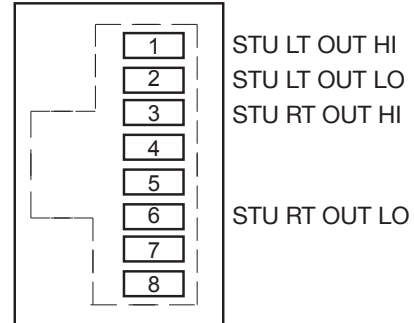 1 STU LT OUT HI
2 STU LT OUT LO
3 STU RT OUT HI
4
5
6 STU RT OUT LO
7
8